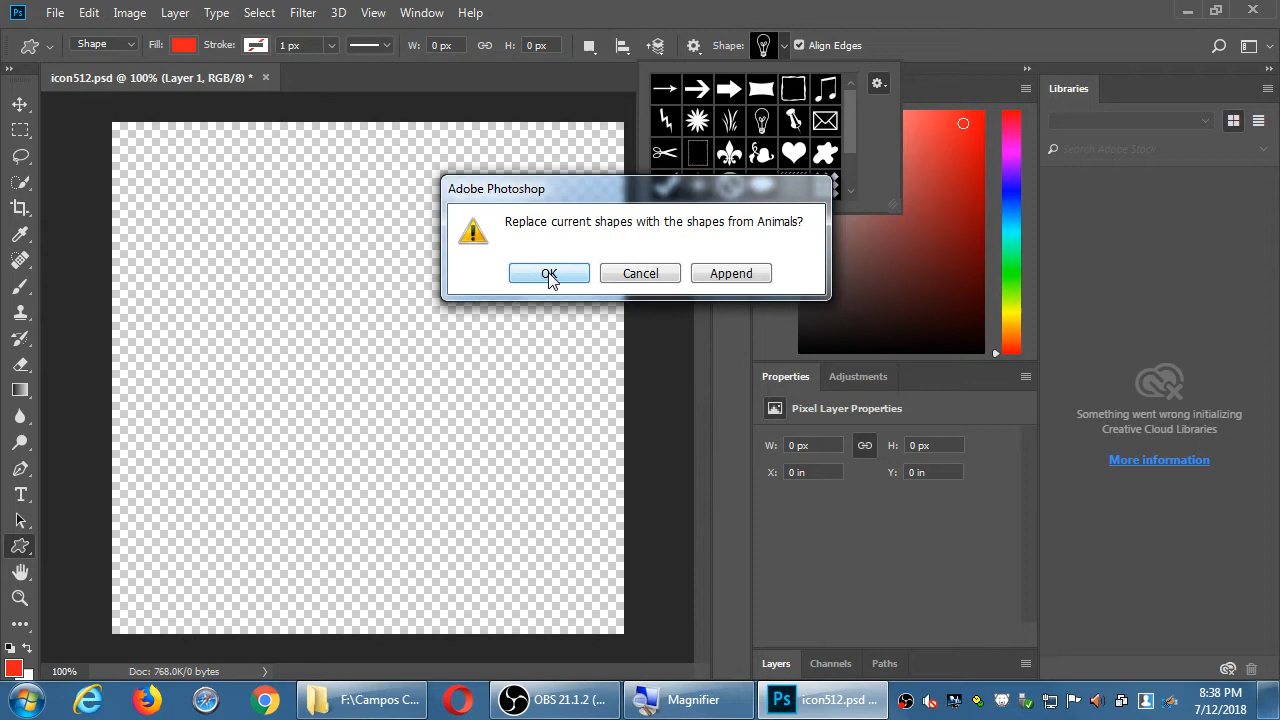 Ps File Edit Image Layer Type Select Filter 3D View Window Help
Shape Fill: Stroke: 1 px W: 0 px H: 0 px Shape: Align Edges
icon512.psd @ 100% (Layer 1, RGB/8) *
Libraries
Search Adobe Stock
Adobe Photoshop
Replace current shapes with the shapes from Animals?
OK Cancel Append
Properties Adjustments
Pixel Layer Properties
W: 0 px H: 0 px
X: 0 in Y: 0 in
Something went wrong initializing
Creative Cloud Libraries
More information
Layers Channels Paths
100% Doc: 768.0K/0 bytes
F:\Campos C... OBS 21.1.2 (... Magnifier Ps icon512.psd ...
8:38 PM
7/12/2018